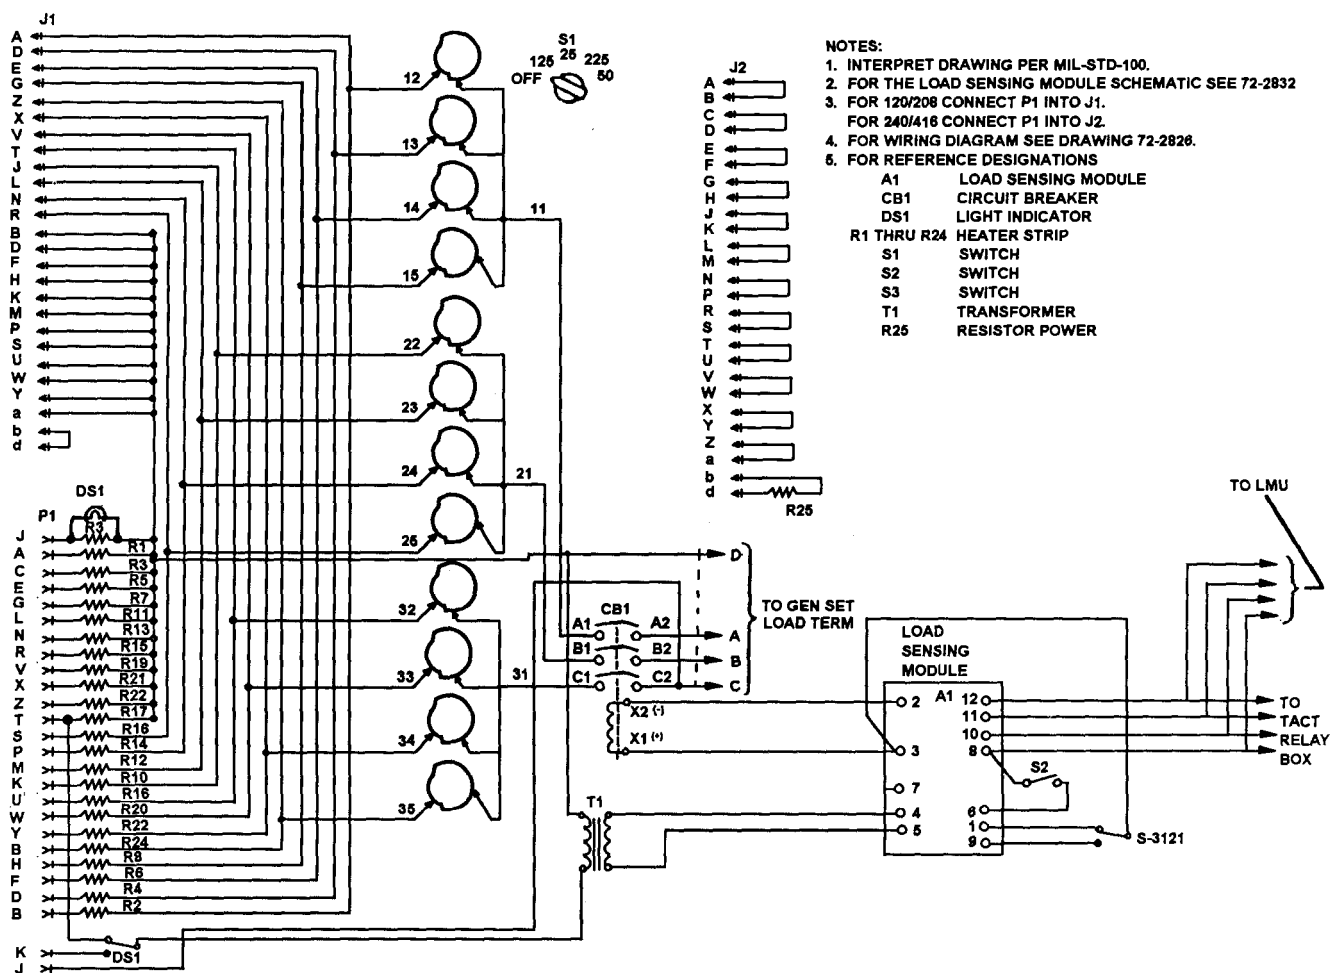 J1
A
D
E
G
Z
X
V
T
J
L
N
R
B
D
F
H
K
M
P
S
U
W
Y
a
b
d
12
13
14
15
11
22
23
24
25
21
32
33
34
35
31
S1
OFF 125 25 225 50
J2
A
B
C
D
E
F
G
H
J
K
L
M
N
P
R
S
T
U
V
W
X
Y
Z
a
b
d
R25
NOTES:
1. INTERPRET DRAWING PER MIL-STD-100.
2. FOR THE LOAD SENSING MODULE SCHEMATIC SEE 72-2832
3. FOR 120/208 CONNECT P1 INTO J1.
FOR 240/416 CONNECT P1 INTO J2.
4. FOR WIRING DIAGRAM SEE DRAWING 72-2826.
5. FOR REFERENCE DESIGNATIONS
A1 LOAD SENSING MODULE
CB1 CIRCUIT BREAKER
DS1 LIGHT INDICATOR
R1 THRU R24 HEATER STRIP
S1 SWITCH
S2 SWITCH
S3 SWITCH
T1 TRANSFORMER
R25 RESISTOR POWER
DS1
P1
R3
J
A R1
C R3
E R5
G R7
L R11
N R13
R R15
V R19
X R21
Z R22
T R17
S R16
P R14
M R12
K R10
U R16
W R20
Y R22
B R24
H R8
F R6
D R4
B R2
K
DS1
J
D
CB1
A1 A2 A
B1 B2 B
C1 C2 C
TO GEN SET
LOAD TERM
X2 (-)
X1 (+)
T1
LOAD
SENSING
MODULE
A1
2
3
7
4
5
12
11
10
8
6
1
9
S2
S-3121
TO LMU
TO
TACT
RELAY
BOX